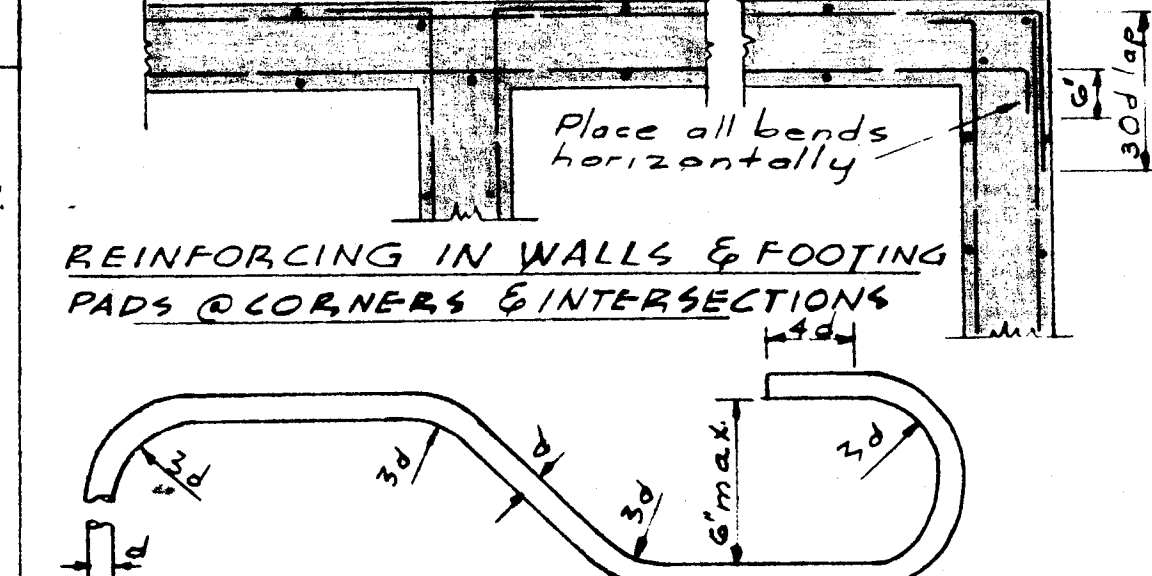 Place all bends
horizontally
6"
30d lap
REINFORCING IN WALLS & FOOTING
PADS @ CORNERS & INTERSECTIONS
4d
3d
3d
d
3d
6" max.
3d
d